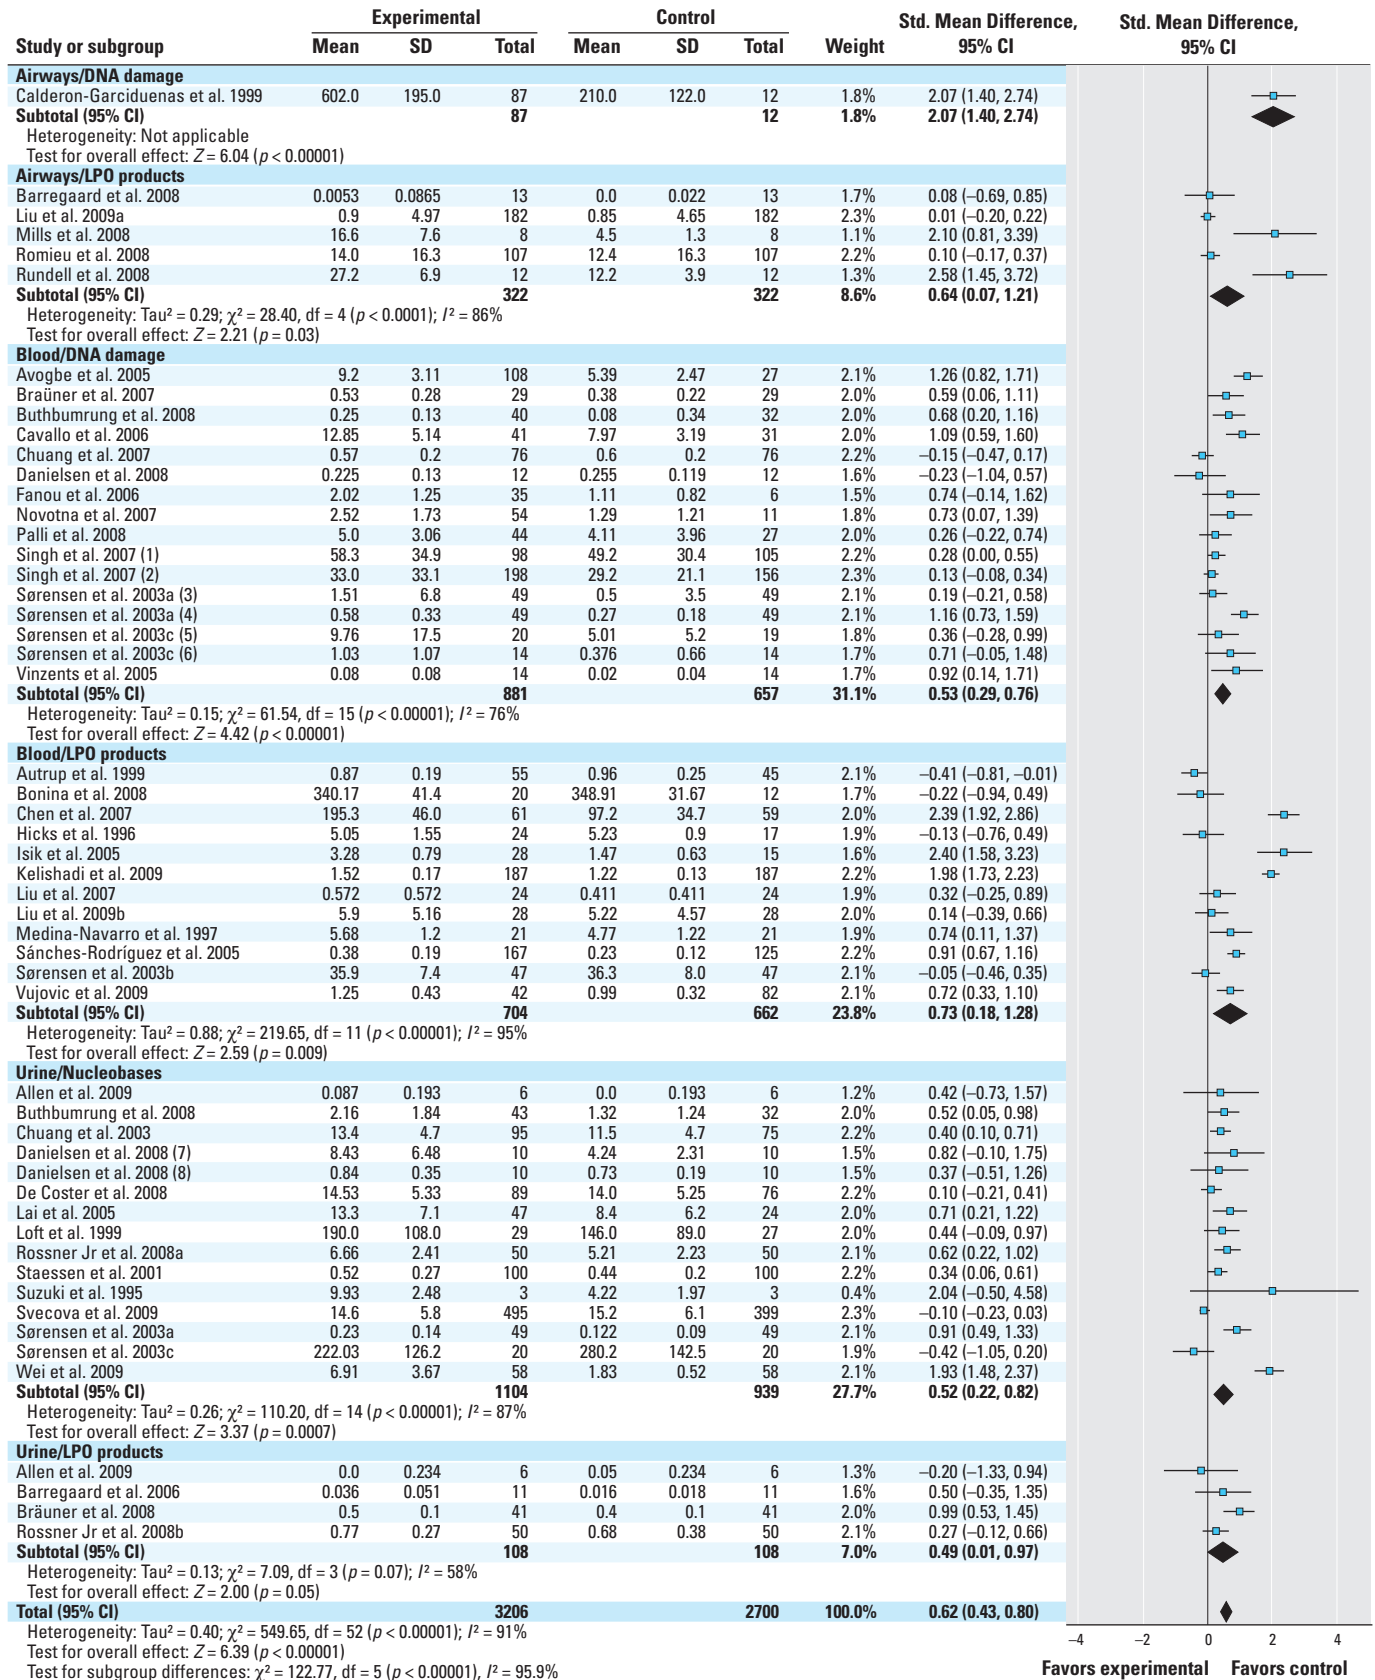 Experimental Control Std. Mean Difference, Std. Mean Difference,
Study or subgroup Mean SD Total Mean SD Total Weight 95% CI 95% CI
Airways/DNA damage
Calderon-Garciduenas et al. 1999 602.0 195.0 87 210.0 122.0 12 1.8% 2.07 (1.40, 2.74)
Subtotal (95% CI) 87 12 1.8% 2.07 (1.40, 2.74)
Heterogeneity: Not applicable
Test for overall effect: Z = 6.04 (p < 0.00001)
Airways/LPO products
Barregaard et al. 2008 0.0053 0.0865 13 0.0 0.022 13 1.7% 0.08 (–0.69, 0.85)
Liu et al. 2009a 0.9 4.97 182 0.85 4.65 182 2.3% 0.01 (–0.20, 0.22)
Mills et al. 2008 16.6 7.6 8 4.5 1.3 8 1.1% 2.10 (0.81, 3.39)
Romieu et al. 2008 14.0 16.3 107 12.4 16.3 107 2.2% 0.10 (–0.17, 0.37)
Rundell et al. 2008 27.2 6.9 12 12.2 3.9 12 1.3% 2.58 (1.45, 3.72)
Subtotal (95% CI) 322 322 8.6% 0.64 (0.07, 1.21)
Heterogeneity: Tau² = 0.29; χ² = 28.40, df = 4 (p < 0.0001); I² = 86%
Test for overall effect: Z = 2.21 (p = 0.03)
Blood/DNA damage
Avogbe et al. 2005 9.2 3.11 108 5.39 2.47 27 2.1% 1.26 (0.82, 1.71)
Braüner et al. 2007 0.53 0.28 29 0.38 0.22 29 2.0% 0.59 (0.06, 1.11)
Buthbumrung et al. 2008 0.25 0.13 40 0.08 0.34 32 2.0% 0.68 (0.20, 1.16)
Cavallo et al. 2006 12.85 5.14 41 7.97 3.19 31 2.0% 1.09 (0.59, 1.60)
Chuang et al. 2007 0.57 0.2 76 0.6 0.2 76 2.2% –0.15 (–0.47, 0.17)
Danielsen et al. 2008 0.225 0.13 12 0.255 0.119 12 1.6% –0.23 (–1.04, 0.57)
Fanou et al. 2006 2.02 1.25 35 1.11 0.82 6 1.5% 0.74 (–0.14, 1.62)
Novotna et al. 2007 2.52 1.73 54 1.29 1.21 11 1.8% 0.73 (0.07, 1.39)
Palli et al. 2008 5.0 3.06 44 4.11 3.96 27 2.0% 0.26 (–0.22, 0.74)
Singh et al. 2007 (1) 58.3 34.9 98 49.2 30.4 105 2.2% 0.28 (0.00, 0.55)
Singh et al. 2007 (2) 33.0 33.1 198 29.2 21.1 156 2.3% 0.13 (–0.08, 0.34)
Sørensen et al. 2003a (3) 1.51 6.8 49 0.5 3.5 49 2.1% 0.19 (–0.21, 0.58)
Sørensen et al. 2003a (4) 0.58 0.33 49 0.27 0.18 49 2.1% 1.16 (0.73, 1.59)
Sørensen et al. 2003c (5) 9.76 17.5 20 5.01 5.2 19 1.8% 0.36 (–0.28, 0.99)
Sørensen et al. 2003c (6) 1.03 1.07 14 0.376 0.66 14 1.7% 0.71 (–0.05, 1.48)
Vinzents et al. 2005 0.08 0.08 14 0.02 0.04 14 1.7% 0.92 (0.14, 1.71)
Subtotal (95% CI) 881 657 31.1% 0.53 (0.29, 0.76)
Heterogeneity: Tau² = 0.15; χ² = 61.54, df = 15 (p < 0.00001); I² = 76%
Test for overall effect: Z = 4.42 (p < 0.00001)
Blood/LPO products
Autrup et al. 1999 0.87 0.19 55 0.96 0.25 45 2.1% –0.41 (–0.81, –0.01)
Bonina et al. 2008 340.17 41.4 20 348.91 31.67 12 1.7% –0.22 (–0.94, 0.49)
Chen et al. 2007 195.3 46.0 61 97.2 34.7 59 2.0% 2.39 (1.92, 2.86)
Hicks et al. 1996 5.05 1.55 24 5.23 0.9 17 1.9% –0.13 (–0.76, 0.49)
Isik et al. 2005 3.28 0.79 28 1.47 0.63 15 1.6% 2.40 (1.58, 3.23)
Kelishadi et al. 2009 1.52 0.17 187 1.22 0.13 187 2.2% 1.98 (1.73, 2.23)
Liu et al. 2007 0.572 0.572 24 0.411 0.411 24 1.9% 0.32 (–0.25, 0.89)
Liu et al. 2009b 5.9 5.16 28 5.22 4.57 28 2.0% 0.14 (–0.39, 0.66)
Medina-Navarro et al. 1997 5.68 1.2 21 4.77 1.22 21 1.9% 0.74 (0.11, 1.37)
Sánches-Rodríguez et al. 2005 0.38 0.19 167 0.23 0.12 125 2.2% 0.91 (0.67, 1.16)
Sørensen et al. 2003b 35.9 7.4 47 36.3 8.0 47 2.1% –0.05 (–0.46, 0.35)
Vujovic et al. 2009 1.25 0.43 42 0.99 0.32 82 2.1% 0.72 (0.33, 1.10)
Subtotal (95% CI) 704 662 23.8% 0.73 (0.18, 1.28)
Heterogeneity: Tau² = 0.88; χ² = 219.65, df = 11 (p < 0.00001); I² = 95%
Test for overall effect: Z = 2.59 (p = 0.009)
Urine/Nucleobases
Allen et al. 2009 0.087 0.193 6 0.0 0.193 6 1.2% 0.42 (–0.73, 1.57)
Buthbumrung et al. 2008 2.16 1.84 43 1.32 1.24 32 2.0% 0.52 (0.05, 0.98)
Chuang et al. 2003 13.4 4.7 95 11.5 4.7 75 2.2% 0.40 (0.10, 0.71)
Danielsen et al. 2008 (7) 8.43 6.48 10 4.24 2.31 10 1.5% 0.82 (–0.10, 1.75)
Danielsen et al. 2008 (8) 0.84 0.35 10 0.73 0.19 10 1.5% 0.37 (–0.51, 1.26)
De Coster et al. 2008 14.53 5.33 89 14.0 5.25 76 2.2% 0.10 (–0.21, 0.41)
Lai et al. 2005 13.3 7.1 47 8.4 6.2 24 2.0% 0.71 (0.21, 1.22)
Loft et al. 1999 190.0 108.0 29 146.0 89.0 27 2.0% 0.44 (–0.09, 0.97)
Rossner Jr et al. 2008a 6.66 2.41 50 5.21 2.23 50 2.1% 0.62 (0.22, 1.02)
Staessen et al. 2001 0.52 0.27 100 0.44 0.2 100 2.2% 0.34 (0.06, 0.61)
Suzuki et al. 1995 9.93 2.48 3 4.22 1.97 3 0.4% 2.04 (–0.50, 4.58)
Svecova et al. 2009 14.6 5.8 495 15.2 6.1 399 2.3% –0.10 (–0.23, 0.03)
Sørensen et al. 2003a 0.23 0.14 49 0.122 0.09 49 2.1% 0.91 (0.49, 1.33)
Sørensen et al. 2003c 222.03 126.2 20 280.2 142.5 20 1.9% –0.42 (–1.05, 0.20)
Wei et al. 2009 6.91 3.67 58 1.83 0.52 58 2.1% 1.93 (1.48, 2.37)
Subtotal (95% CI) 1104 939 27.7% 0.52 (0.22, 0.82)
Heterogeneity: Tau² = 0.26; χ² = 110.20, df = 14 (p < 0.00001); I² = 87%
Test for overall effect: Z = 3.37 (p = 0.0007)
Urine/LPO products
Allen et al. 2009 0.0 0.234 6 0.05 0.234 6 1.3% –0.20 (–1.33, 0.94)
Barregaard et al. 2006 0.036 0.051 11 0.016 0.018 11 1.6% 0.50 (–0.35, 1.35)
Bräuner et al. 2008 0.5 0.1 41 0.4 0.1 41 2.0% 0.99 (0.53, 1.45)
Rossner Jr et al. 2008b 0.77 0.27 50 0.68 0.38 50 2.1% 0.27 (–0.12, 0.66)
Subtotal (95% CI) 108 108 7.0% 0.49 (0.01, 0.97)
Heterogeneity: Tau² = 0.13; χ² = 7.09, df = 3 (p = 0.07); I² = 58%
Test for overall effect: Z = 2.00 (p = 0.05)
Total (95% CI) 3206 2700 100.0% 0.62 (0.43, 0.80)
Heterogeneity: Tau² = 0.40; χ² = 549.65, df = 52 (p < 0.00001); I² = 91%
Test for overall effect: Z = 6.39 (p < 0.00001)
Test for subgroup differences: χ² = 122.77, df = 5 (p < 0.00001), I² = 95.9%
–4 –2 0 2 4
Favors experimental Favors control